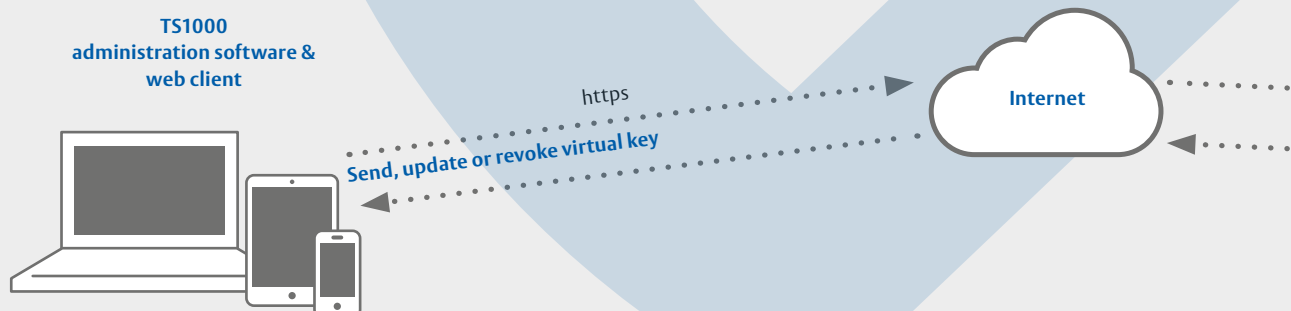 TS1000
administration software &
web client
https
Send, update or revoke virtual key
Internet